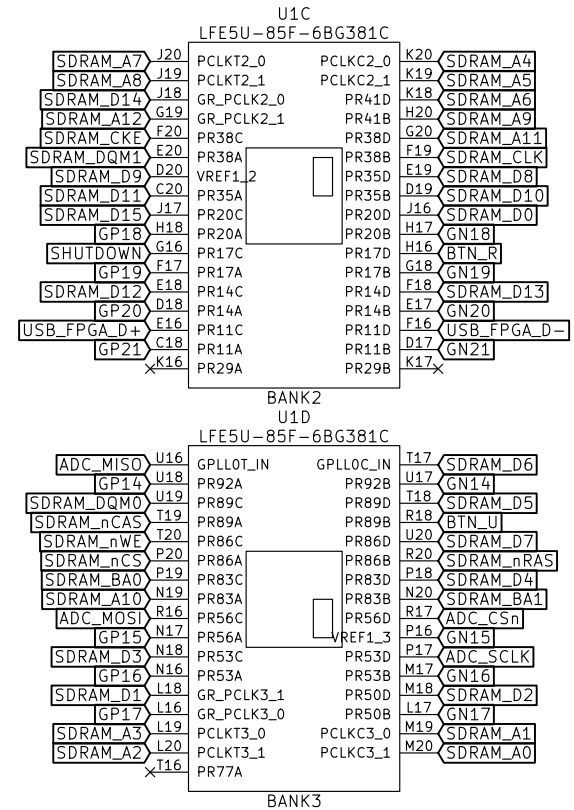 U1C
LFE5U-85F-6BG381C
SDRAM_A7 J20 PCLKT2_0 PCLKC2_0 K20 SDRAM_A4
SDRAM_A8 J19 PCLKT2_1 PCLKC2_1 K19 SDRAM_A5
SDRAM_D14 J18 GR_PCLK2_0 PR41D K18 SDRAM_A6
SDRAM_A12 G19 GR_PCLK2_1 PR41B H20 SDRAM_A9
SDRAM_CKE F20 PR38C PR38D G20 SDRAM_A11
SDRAM_DQM1 E20 PR38A PR38B F19 SDRAM_CLK
SDRAM_D9 D20 VREF1_2 PR35D E19 SDRAM_D8
SDRAM_D11 C20 PR35A PR35B D19 SDRAM_D10
SDRAM_D15 J17 PR20C PR20D J16 SDRAM_D0
GP18 H18 PR20A PR20B H17 GN18
SHUTDOWN G16 PR17C PR17D H16 BTN_R
GP19 F17 PR17A PR17B G18 GN19
SDRAM_D12 E18 PR14C PR14D F18 SDRAM_D13
GP20 D18 PR14A PR14B E17 GN20
USB_FPGA_D+ E16 PR11C PR11D F16 USB_FPGA_D-
GP21 C18 PR11A PR11B D17 GN21
K16 PR29A PR29B K17
BANK2
U1D
LFE5U-85F-6BG381C
ADC_MISO U16 GPLL0T_IN GPLL0C_IN T17 SDRAM_D6
GP14 U18 PR92A PR92B U17 GN14
SDRAM_DQM0 U19 PR89C PR89D T18 SDRAM_D5
SDRAM_nCAS T19 PR89A PR89B R18 BTN_U
SDRAM_nWE T20 PR86C PR86D U20 SDRAM_D7
SDRAM_nCS P20 PR86A PR86B R20 SDRAM_nRAS
SDRAM_BA0 P19 PR83C PR83D P18 SDRAM_D4
SDRAM_A10 N19 PR83A PR83B N20 SDRAM_BA1
ADC_MOSI R16 PR56C PR56D R17 ADC_CSn
GP15 N17 PR56A VREF1_3 P16 GN15
SDRAM_D3 N18 PR53C PR53D P17 ADC_SCLK
GP16 N16 PR53A PR53B M17 GN16
SDRAM_D1 L18 GR_PCLK3_1 PR50D M18 SDRAM_D2
GP17 L16 GR_PCLK3_0 PR50B L17 GN17
SDRAM_A3 L19 PCLKT3_0 PCLKC3_0 M19 SDRAM_A1
SDRAM_A2 L20 PCLKT3_1 PCLKC3_1 M20 SDRAM_A0
T16 PR77A
BANK3